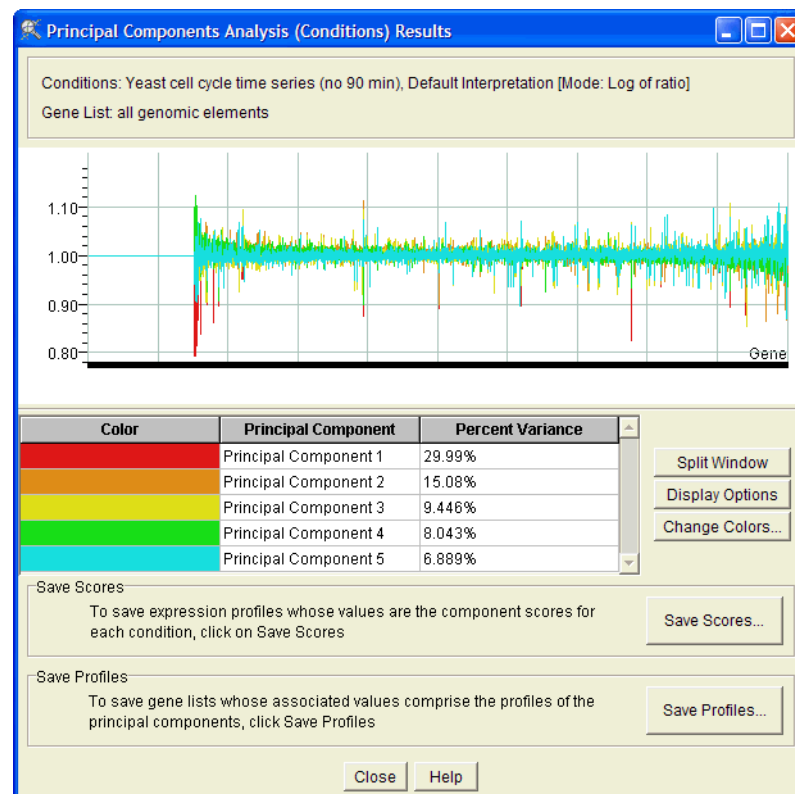 Principal Components Analysis (Conditions) Results
Conditions: Yeast cell cycle time series (no 90 min), Default Interpretation [Mode: Log of ratio]
Gene List: all genomic elements
1.10
1.00
0.90
0.80
Gene
Color Principal Component Percent Variance
Principal Component 1 29.99%
Principal Component 2 15.08%
Principal Component 3 9.446%
Principal Component 4 8.043%
Principal Component 5 6.889%
Split Window
Display Options
Change Colors...
Save Scores
To save expression profiles whose values are the component scores for
each condition, click on Save Scores
Save Scores...
Save Profiles
To save gene lists whose associated values comprise the profiles of the
principal components, click Save Profiles
Save Profiles...
Close Help